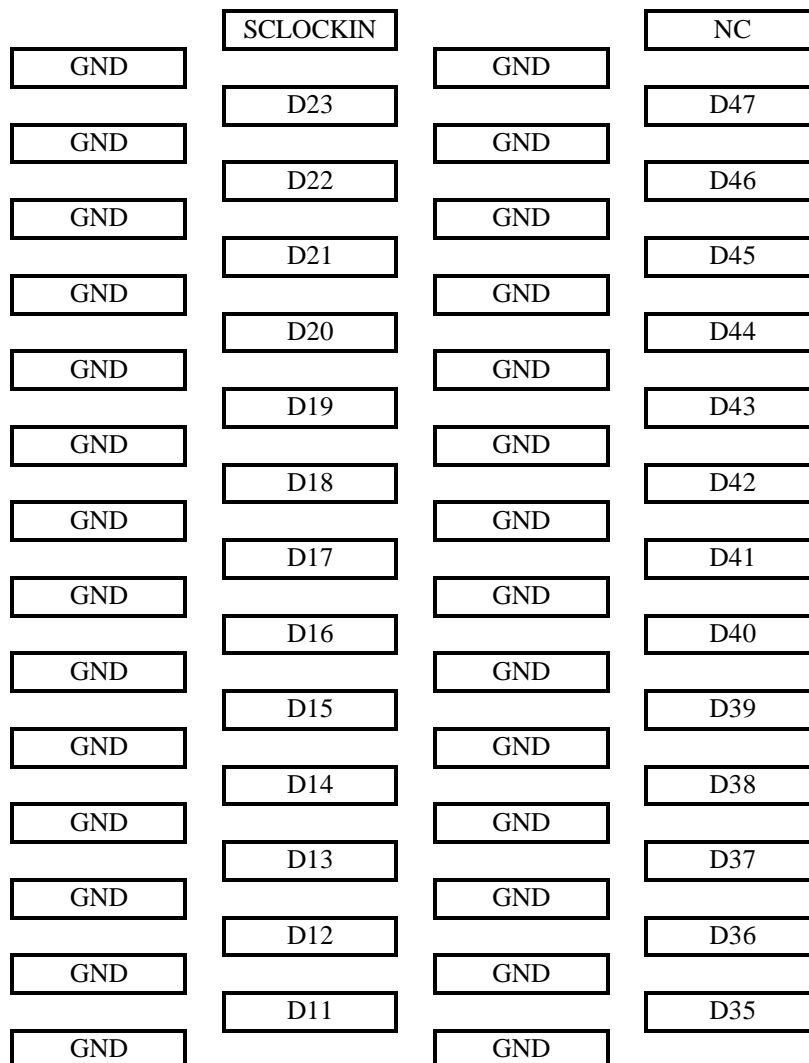 SCLOCKIN NC
GND GND
D23 D47
GND GND
D22 D46
GND GND
D21 D45
GND GND
D20 D44
GND GND
D19 D43
GND GND
D18 D42
GND GND
D17 D41
GND GND
D16 D40
GND GND
D15 D39
GND GND
D14 D38
GND GND
D13 D37
GND GND
D12 D36
GND GND
D11 D35
GND GND